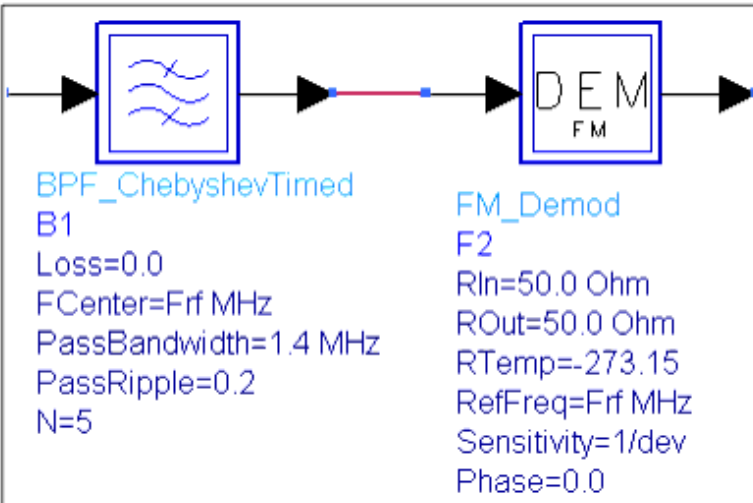 DEM
FM
BPF_ChebyshevTimed
B1
Loss=0.0
FCenter=Frf MHz
PassBandwidth=1.4 MHz
PassRipple=0.2
N=5
FM_Demod
F2
RIn=50.0 Ohm
ROut=50.0 Ohm
RTemp=-273.15
RefFreq=Frf MHz
Sensitivity=1/dev
Phase=0.0